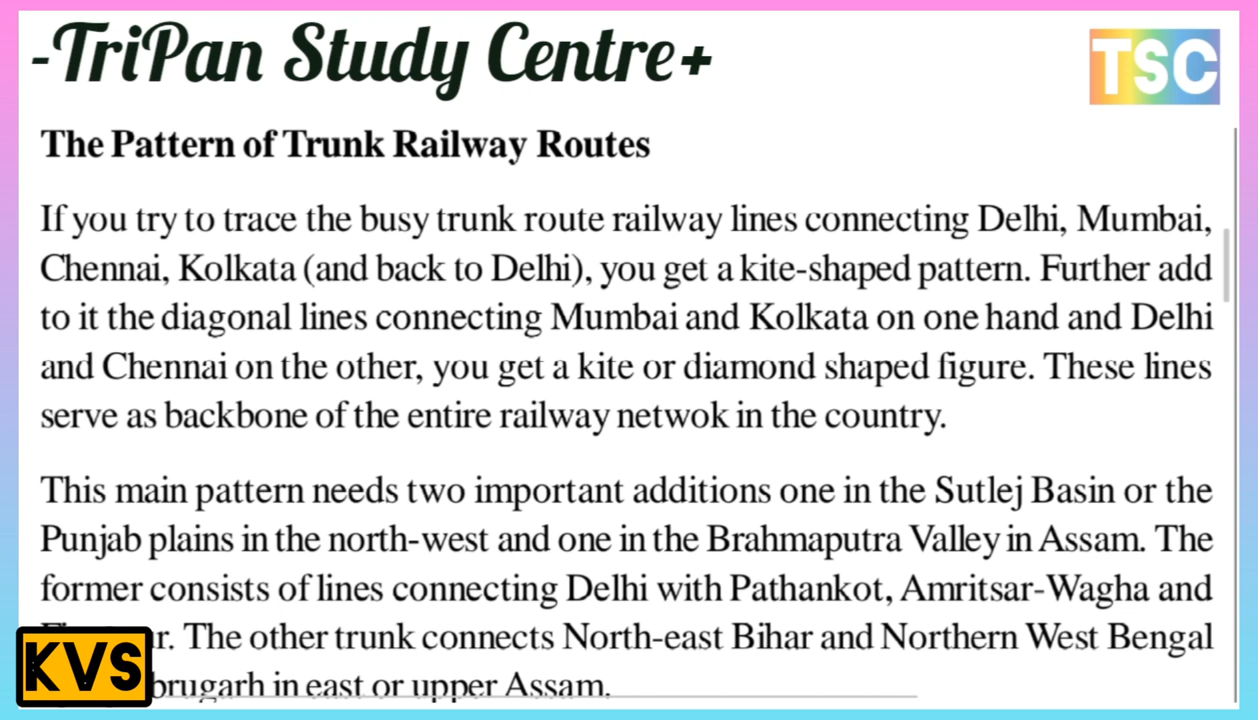 -TriPan Study Centre+
TSC
The Pattern of Trunk Railway Routes
If you try to trace the busy trunk route railway lines connecting Delhi, Mumbai,
Chennai, Kolkata (and back to Delhi), you get a kite-shaped pattern. Further add
to it the diagonal lines connecting Mumbai and Kolkata on one hand and Delhi
and Chennai on the other, you get a kite or diamond shaped figure. These lines
serve as backbone of the entire railway netwok in the country.
This main pattern needs two important additions one in the Sutlej Basin or the
Punjab plains in the north-west and one in the Brahmaputra Valley in Assam. The
former consists of lines connecting Delhi with Pathankot, Amritsar-Wagha and
r. The other trunk connects North-east Bihar and Northern West Bengal
brugarh in east or upper Assam.
KVS